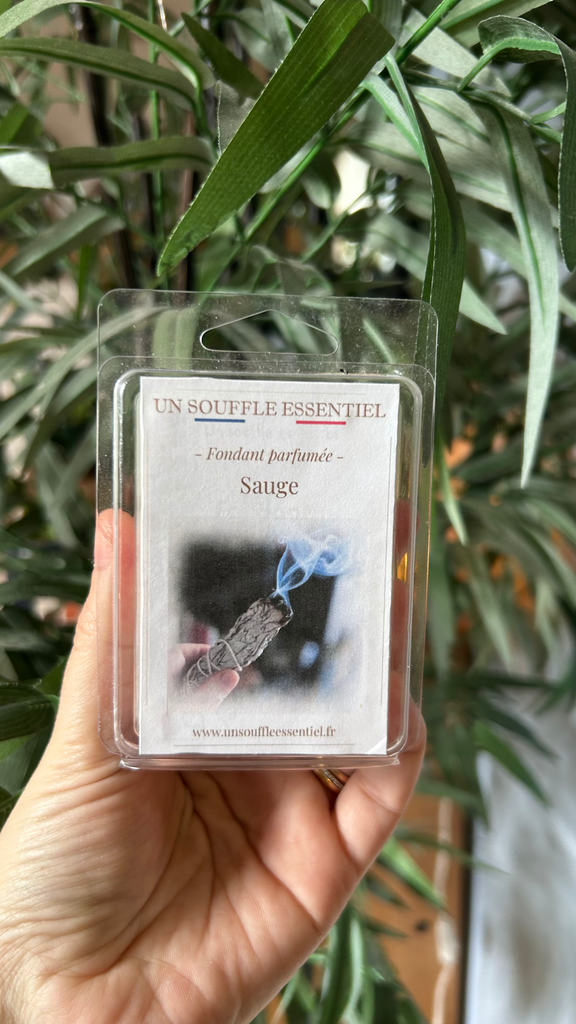 UN SOUFFLE ESSENTIEL
- Fondant parfumée -
Sauge
www.unsouffleessentiel.fr